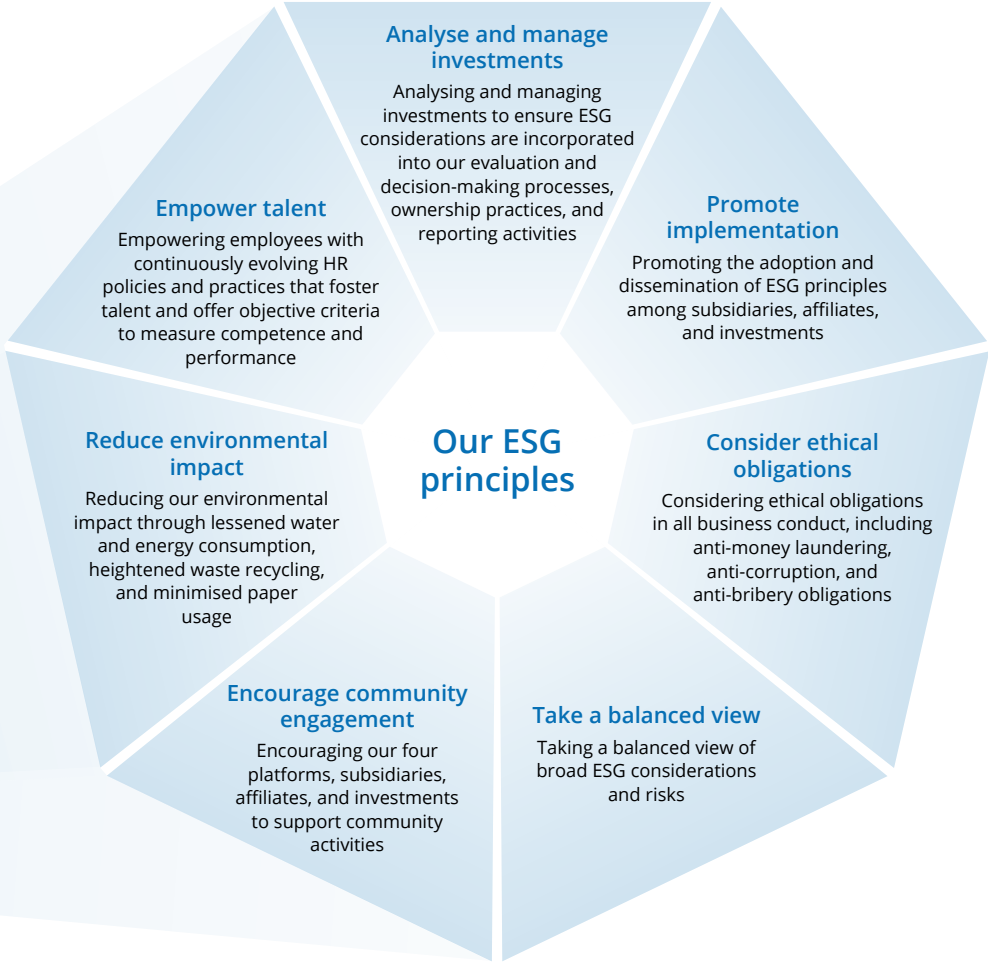 Analyse and manage
investments
Analysing and managing
investments to ensure ESG
considerations are incorporated
into our evaluation and
decision-making processes,
ownership practices, and
reporting activities
Promote
implementation
Promoting the adoption and
dissemination of ESG principles
among subsidiaries, affiliates,
and investments
Consider ethical
obligations
Considering ethical obligations
in all business conduct, including
anti-money laundering,
anti-corruption, and
anti-bribery obligations
Take a balanced view
Taking a balanced view of
broad ESG considerations
and risks
Encourage community
engagement
Encouraging our four
platforms, subsidiaries,
affiliates, and investments
to support community
activities
Reduce environmental
impact
Reducing our environmental
impact through lessened water
and energy consumption,
heightened waste recycling,
and minimised paper
usage
Empower talent
Empowering employees with
continuously evolving HR
policies and practices that foster
talent and offer objective criteria
to measure competence and
performance
Our ESG
principles